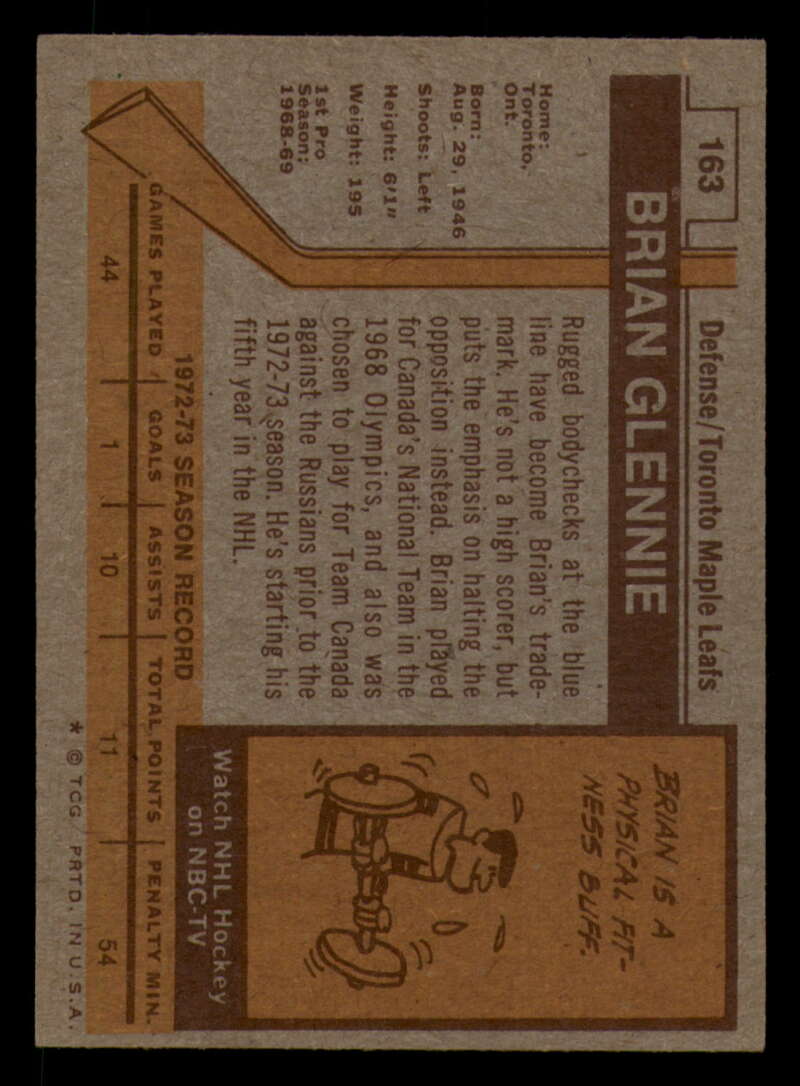 163
Defense/Toronto Maple Leafs
BRIAN GLENNIE
Home:
Toronto,
Ont.
Born:
Aug. 29, 1946
Shoots: Left
Height: 6'1"
Weight: 195
1st Pro
Season:
1968-69
Rugged bodychecks at the blue
line have become Brian's trade-
mark. He's not a high scorer, but
puts the emphasis on halting the
opposition instead. Brian played
for Canada's National Team in the
1968 Olympics, and also was
chosen to play for Team Canada
against the Russians prior to the
1972-73 season. He's starting his
fifth year in the NHL.
BRIAN IS A
PHYSICAL FIT-
NESS BUFF.
Watch NHL Hockey
on NBC-TV
1972-73 SEASON RECORD
GAMES PLAYED GOALS ASSISTS TOTAL POINTS PENALTY MIN.
44 1 10 11 54
* © TCG PRTD. IN U.S.A.